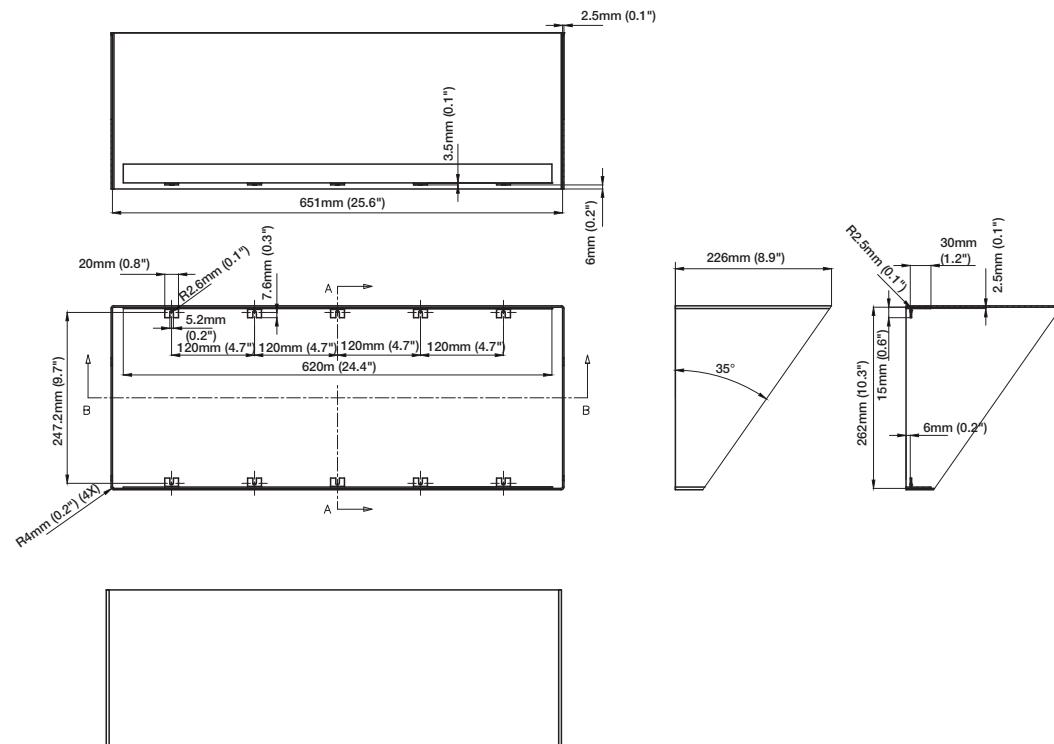 2.5mm (0.1")
3.5mm (0.1")
651mm (25.6")
6mm (0.2")
20mm (0.8")
R2.6mm (0.1")
7.6mm (0.3")
A
5.2mm
(0.2")
120mm (4.7")
120mm (4.7")
120mm (4.7")
120mm (4.7")
620m (24.4")
247.2mm (9.7")
B
B
A
R4mm (0.2") (4X)
226mm (8.9")
35°
R2.5mm (0.1")
30mm
(1.2")
2.5mm (0.1")
15mm (0.6")
262mm (10.3")
6mm (0.2")